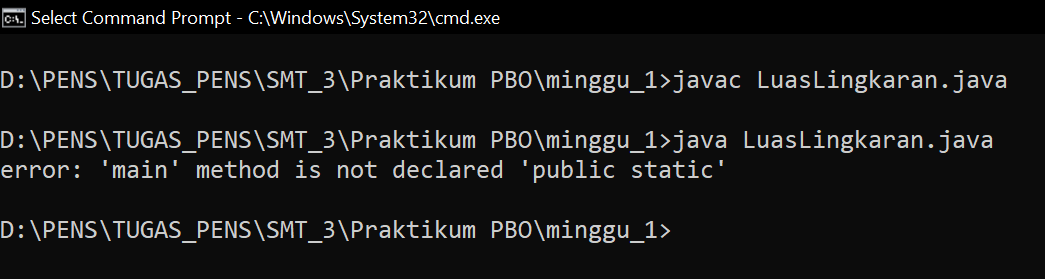 Select Command Prompt - C:\Windows\System32\cmd.exe
D:\PENS\TUGAS_PENS\SMT_3\Praktikum PBO\minggu_1>javac LuasLingkaran.java
D:\PENS\TUGAS_PENS\SMT_3\Praktikum PBO\minggu_1>java LuasLingkaran.java
error: 'main' method is not declared 'public static'
D:\PENS\TUGAS_PENS\SMT_3\Praktikum PBO\minggu_1>